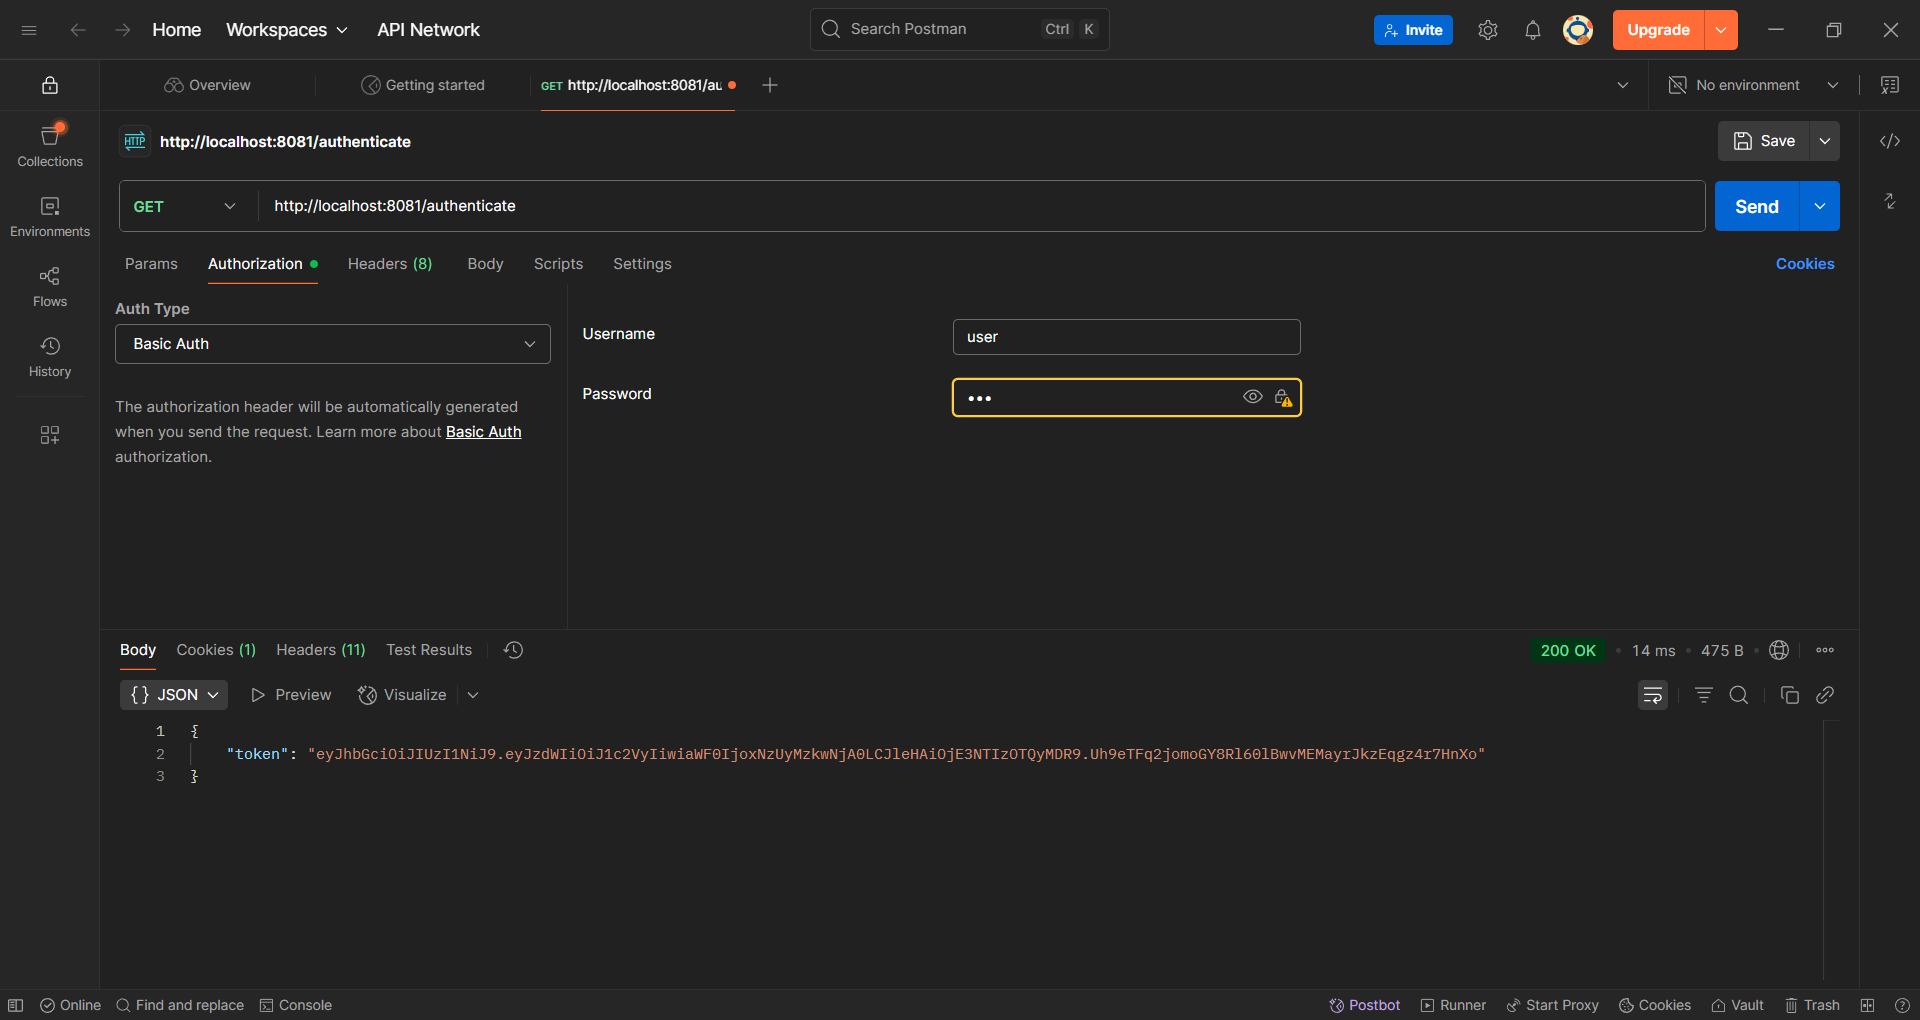 Home Workspaces API Network Search Postman Ctrl K Invite Upgrade
Overview Getting started GET http://localhost:8081/au No environment
HTTP http://localhost:8081/authenticate Save
Collections
GET http://localhost:8081/authenticate Send
Environments
Params Authorization Headers (8) Body Scripts Settings Cookies
Flows
Auth Type
Username user
Basic Auth
History
Password •••
The authorization header will be automatically generated
when you send the request. Learn more about Basic Auth
authorization.
Body Cookies (1) Headers (11) Test Results 200 OK • 14 ms • 475 B
{} JSON Preview Visualize
1 {
2 "token": "eyJhbGciOiJIUzI1NiJ9.eyJzdWIiOiJ1c2VyIiwiaWF0IjoxNzUyMzkwNjA0LCJleHAiOjE3NTIzOTQyMDR9.Uh9eTFq2jomoGY8Rl60lBwvMEMayrJkzEqgz4r7HnXo"
3 }
Online Find and replace Console Postbot Runner Start Proxy Cookies Vault Trash